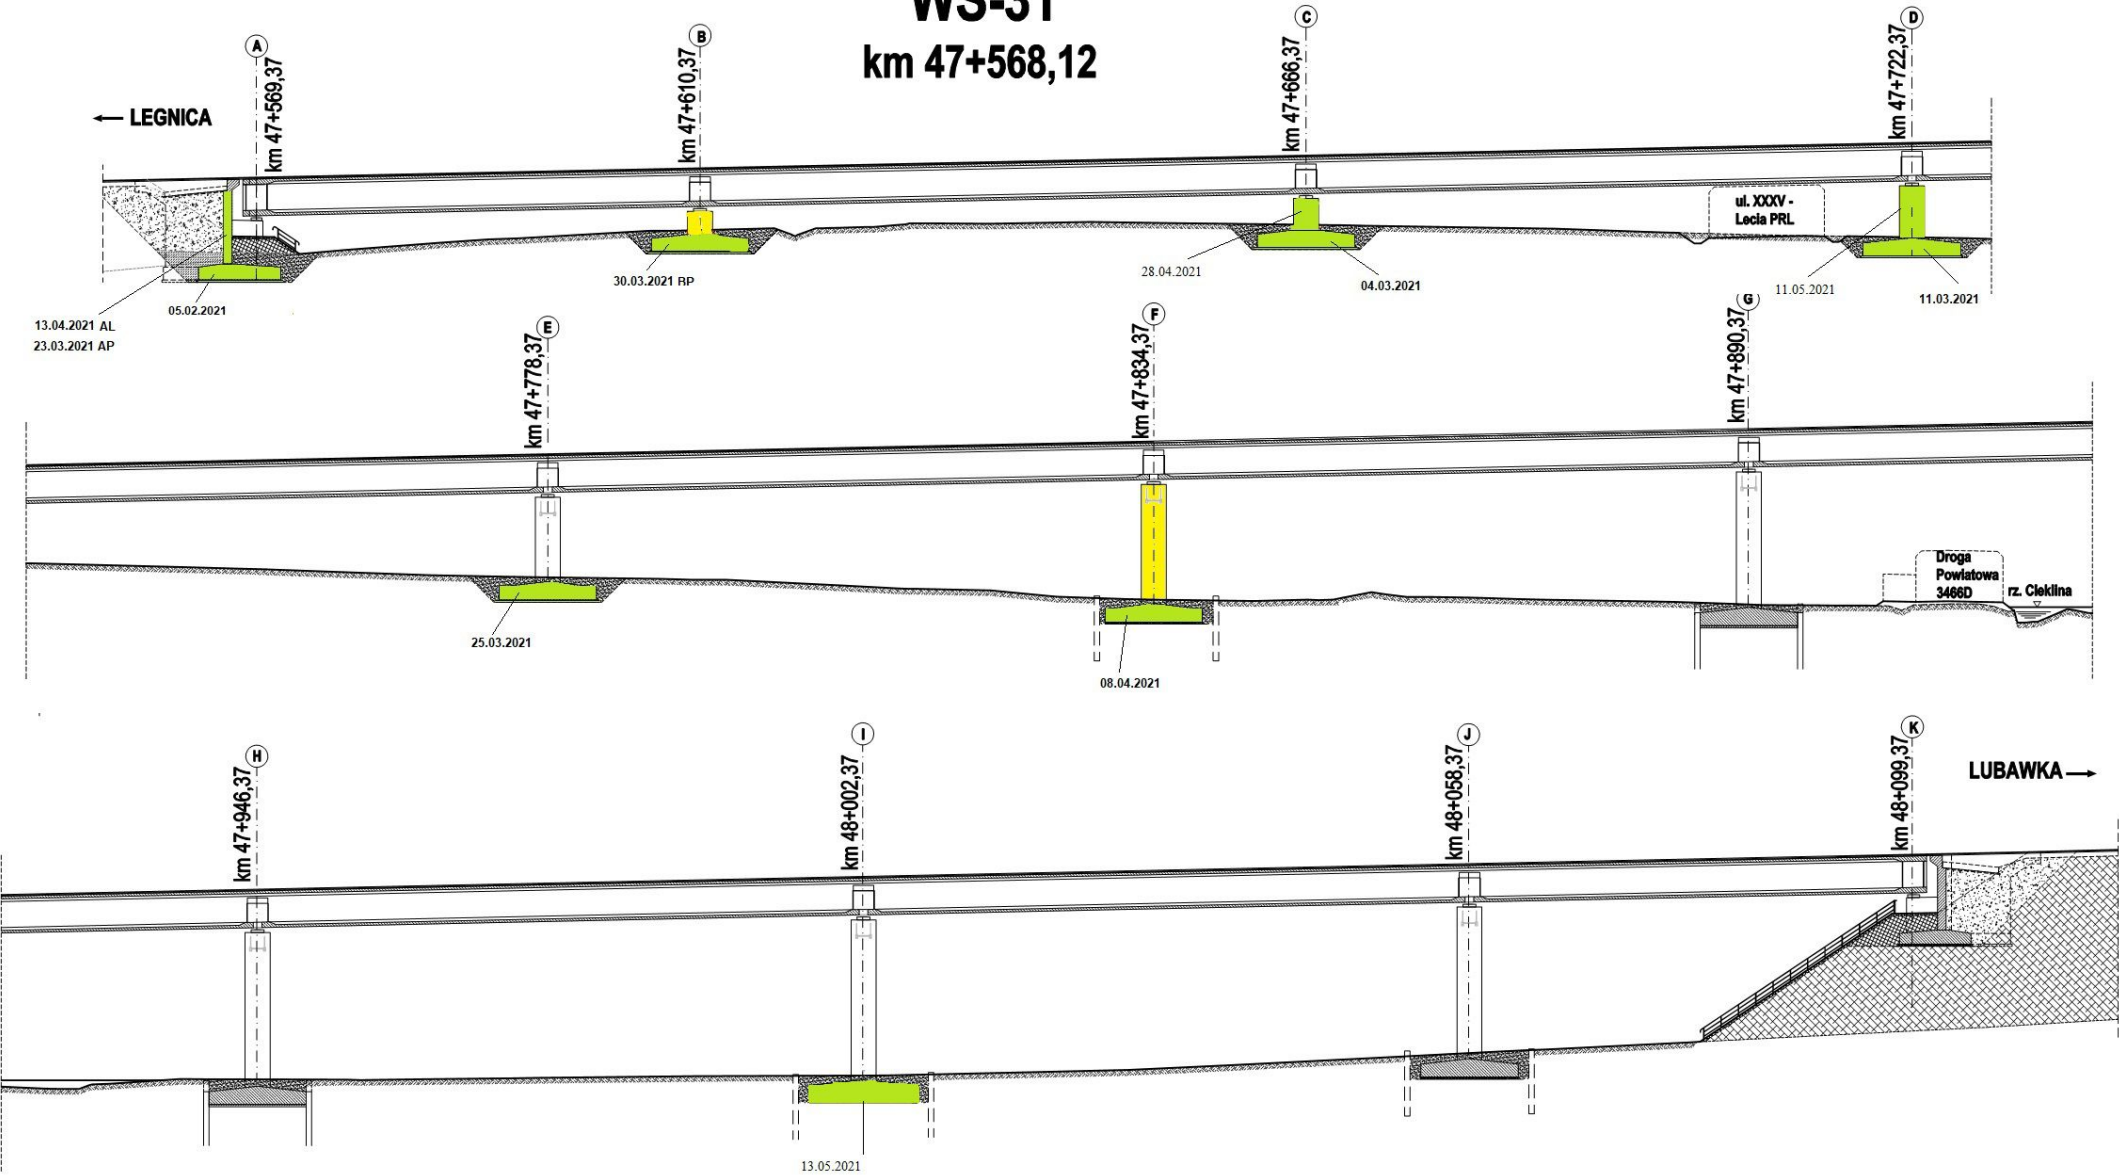 WS-31
km 47+568,12
← LEGNICA
A
km 47+569,37
B
km 47+610,37
C
km 47+666,37
D
km 47+722,37
ul. XXXV -
Lecia PRL
13.04.2021 AL
23.03.2021 AP
05.02.2021
30.03.2021 RP
28.04.2021
04.03.2021
11.05.2021
11.03.2021
E
km 47+778,37
F
km 47+834,37
G
km 47+890,37
Droga
Powiatowa
3466D
rz. Cieklina
25.03.2021
08.04.2021
H
km 47+946,37
I
km 48+002,37
J
km 48+058,37
K
km 48+099,37
LUBAWKA →
13.05.2021